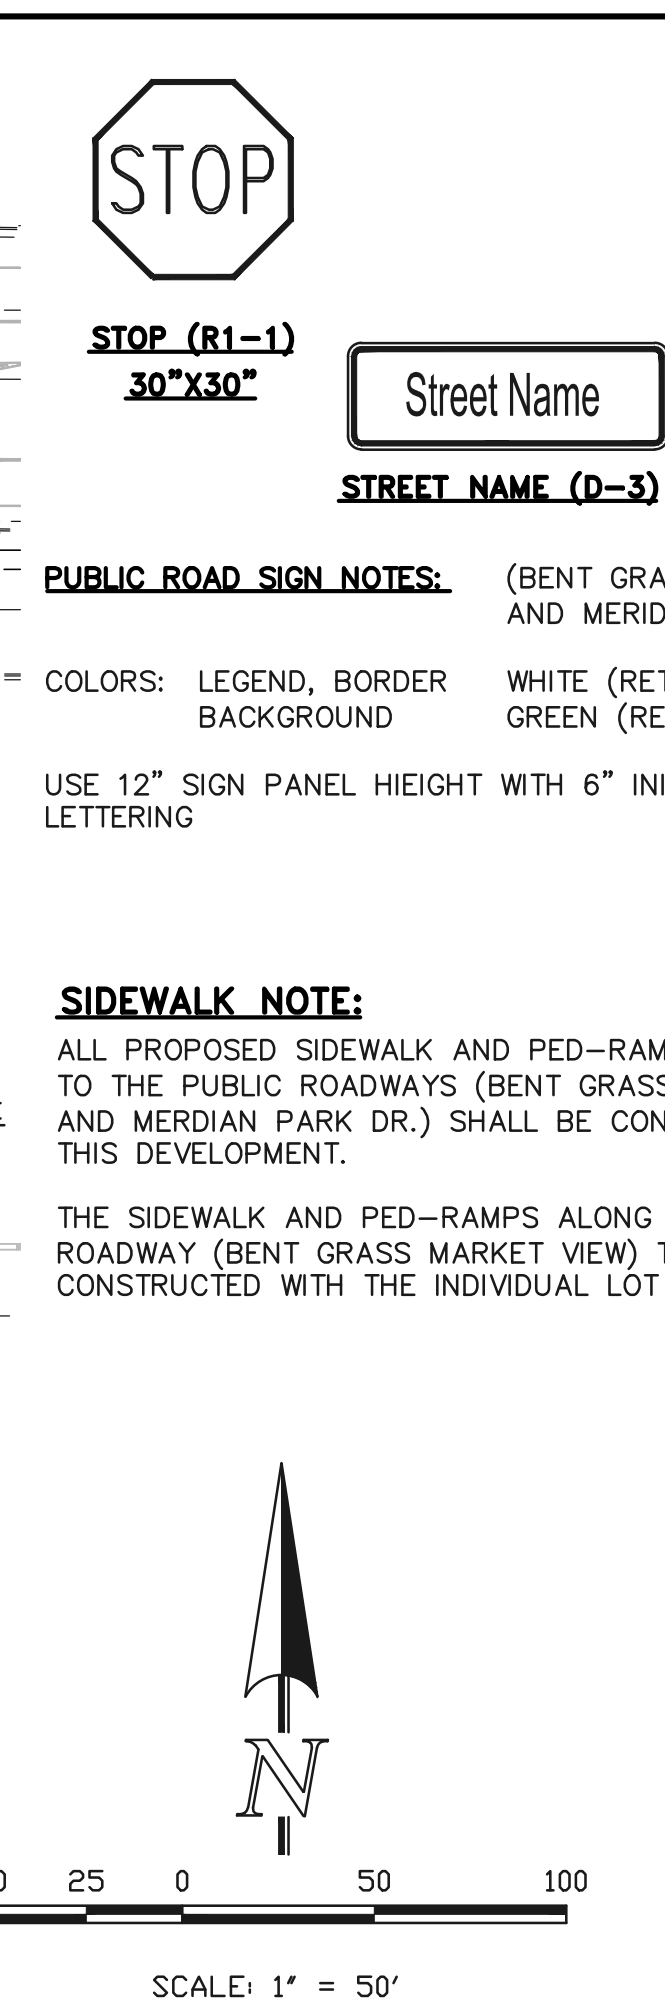 STOP
STOP (R1-1)
30”X30”
Street Name
STREET NAME (D-3)
PUBLIC ROAD SIGN NOTES: (BENT
AND
COLORS: LEGEND, BORDER WHITE
BACKGROUND GREEN
USE 12” SIGN PANEL HIEIGHT WITH 6”
LETTERING
SIDEWALK NOTE:
ALL PROPOSED SIDEWALK AND
TO THE PUBLIC ROADWAYS (BENT GRASS
AND MERDIAN PARK DR.) SHALL BE
THIS DEVELOPMENT.
THE SIDEWALK AND PED-RAMPS ALONG
ROADWAY (BENT GRASS MARKET VIEW)
CONSTRUCTED WITH THE INDIVIDUAL LOT
N
25 0 50 100
SCALE: 1" = 50'